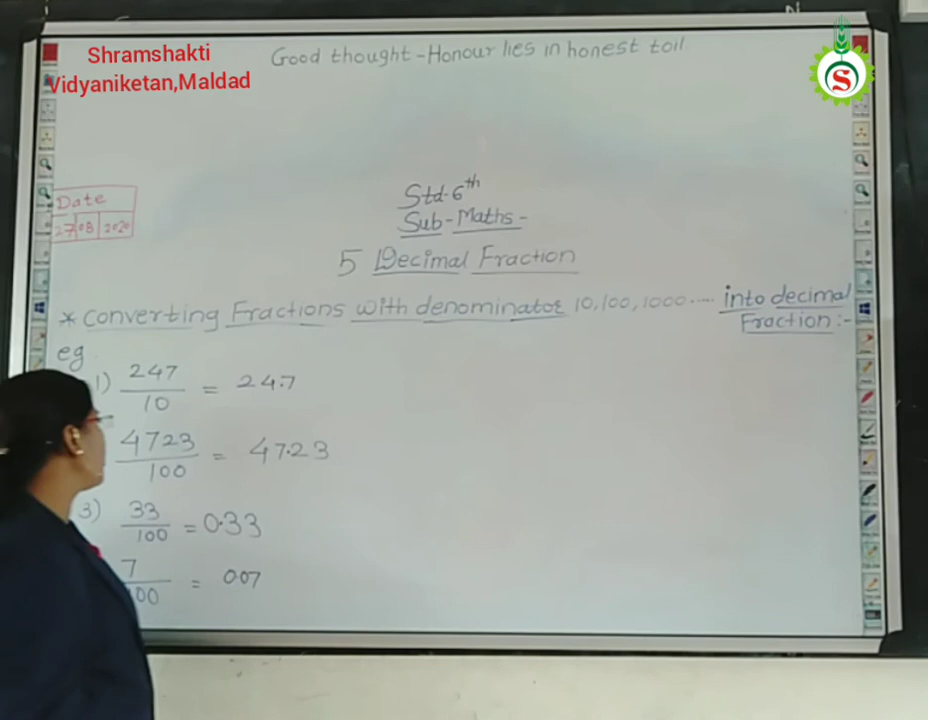 Shramshakti
Vidyaniketan,Maldad
Good thought - Honour lies in honest toil
S
Date
27 08 2020
Std. 6th
Sub - Maths -
5 Decimal Fraction
* Converting Fractions with denominator 10, 100, 1000.... into decimal
Fraction :-
eg
1) 247/10 = 24.7
4723/100 = 47.23
3) 33/100 = 0.33
7/100 = 0.07